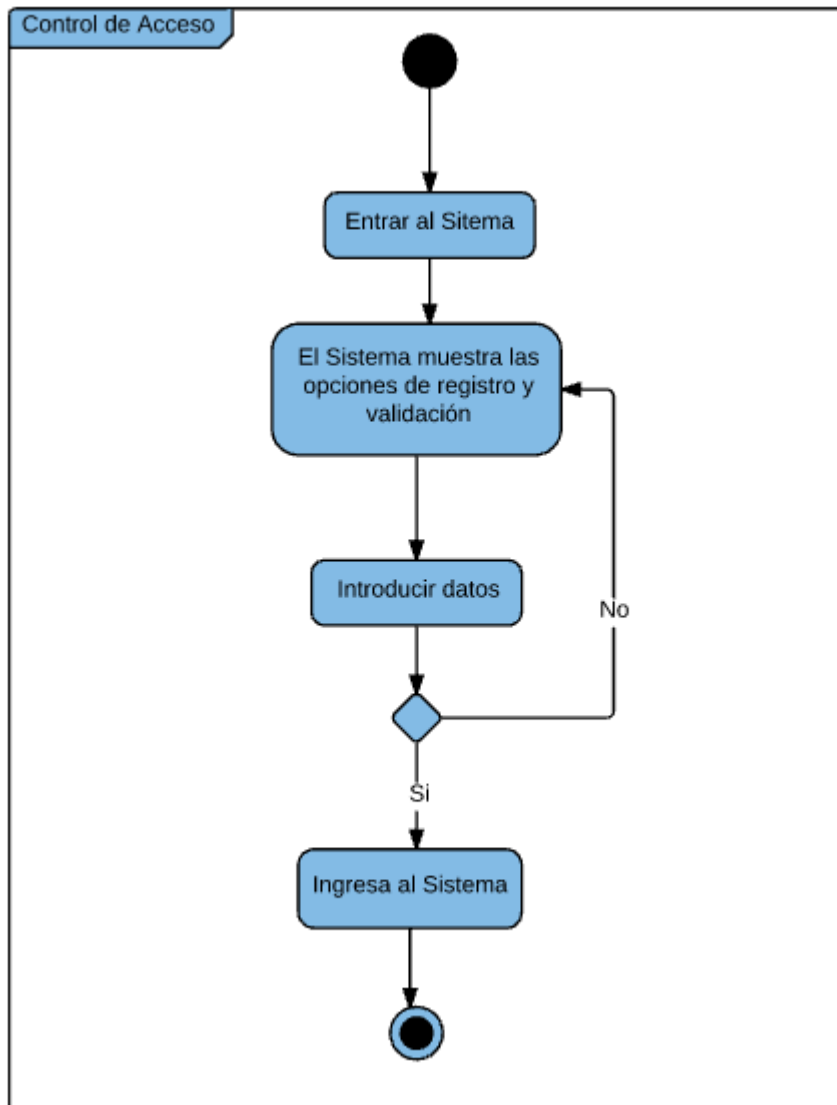 Control de Acceso
Entrar al Sitema
El Sistema muestra las
opciones de registro y
validación
Introducir datos
No
Si
Ingresa al Sistema